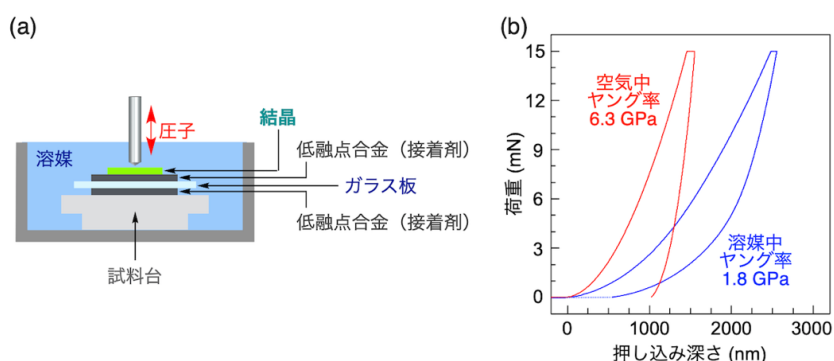 (a)
圧子
結晶
溶媒
低融点合金（接着剤）
ガラス板
低融点合金（接着剤）
試料台
(b)
15
12
9
6
3
0
荷重 (mN)
空気中
ヤング率
6.3 GPa
溶媒中
ヤング率
1.8 GPa
0
1000
2000
3000
押し込み深さ (nm)